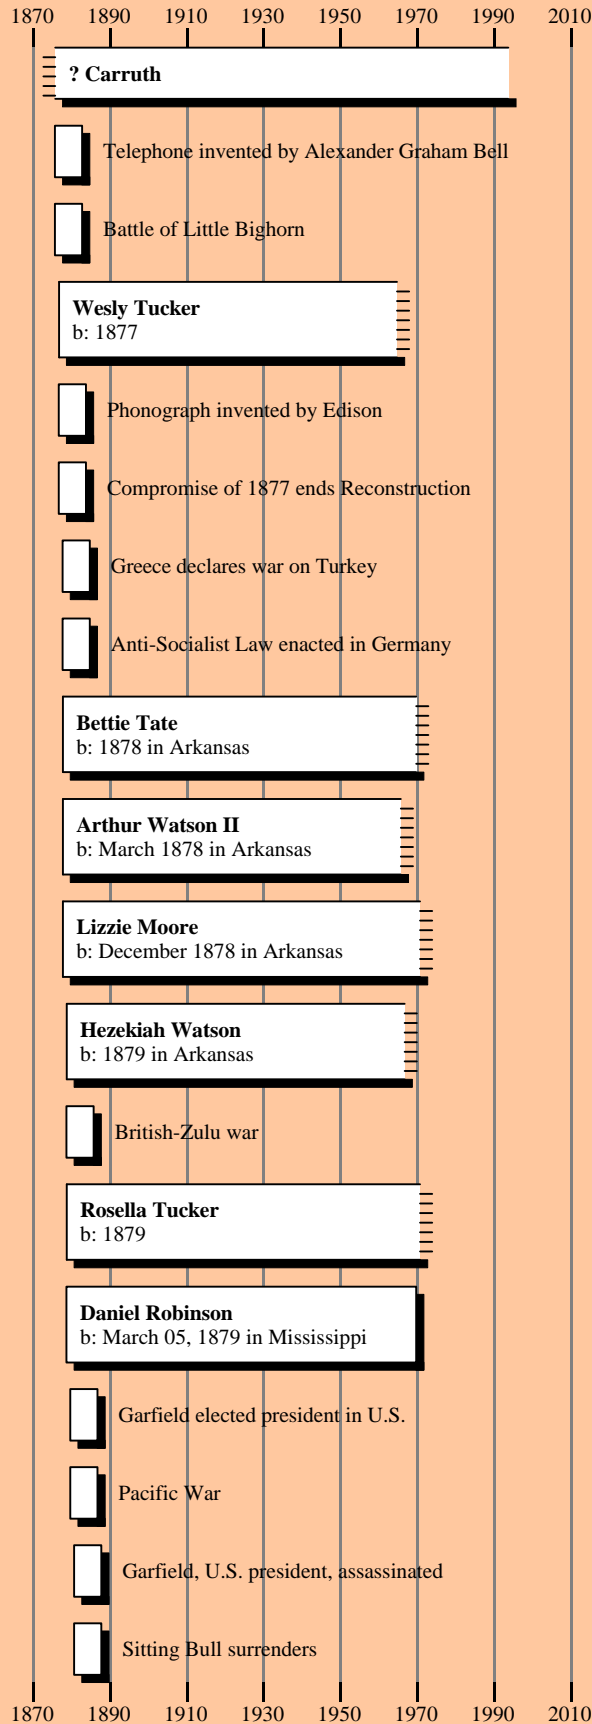 1870 1890 1910 1930 1950 1970 1990 2010
? Carruth
Telephone invented by Alexander Graham Bell
Battle of Little Bighorn
Wesly Tucker
b: 1877
Phonograph invented by Edison
Compromise of 1877 ends Reconstruction
Greece declares war on Turkey
Anti-Socialist Law enacted in Germany
Bettie Tate
b: 1878 in Arkansas
Arthur Watson II
b: March 1878 in Arkansas
Lizzie Moore
b: December 1878 in Arkansas
Hezekiah Watson
b: 1879 in Arkansas
British-Zulu war
Rosella Tucker
b: 1879
Daniel Robinson
b: March 05, 1879 in Mississippi
Garfield elected president in U.S.
Pacific War
Garfield, U.S. president, assassinated
Sitting Bull surrenders
1870 1890 1910 1930 1950 1970 1990 2010